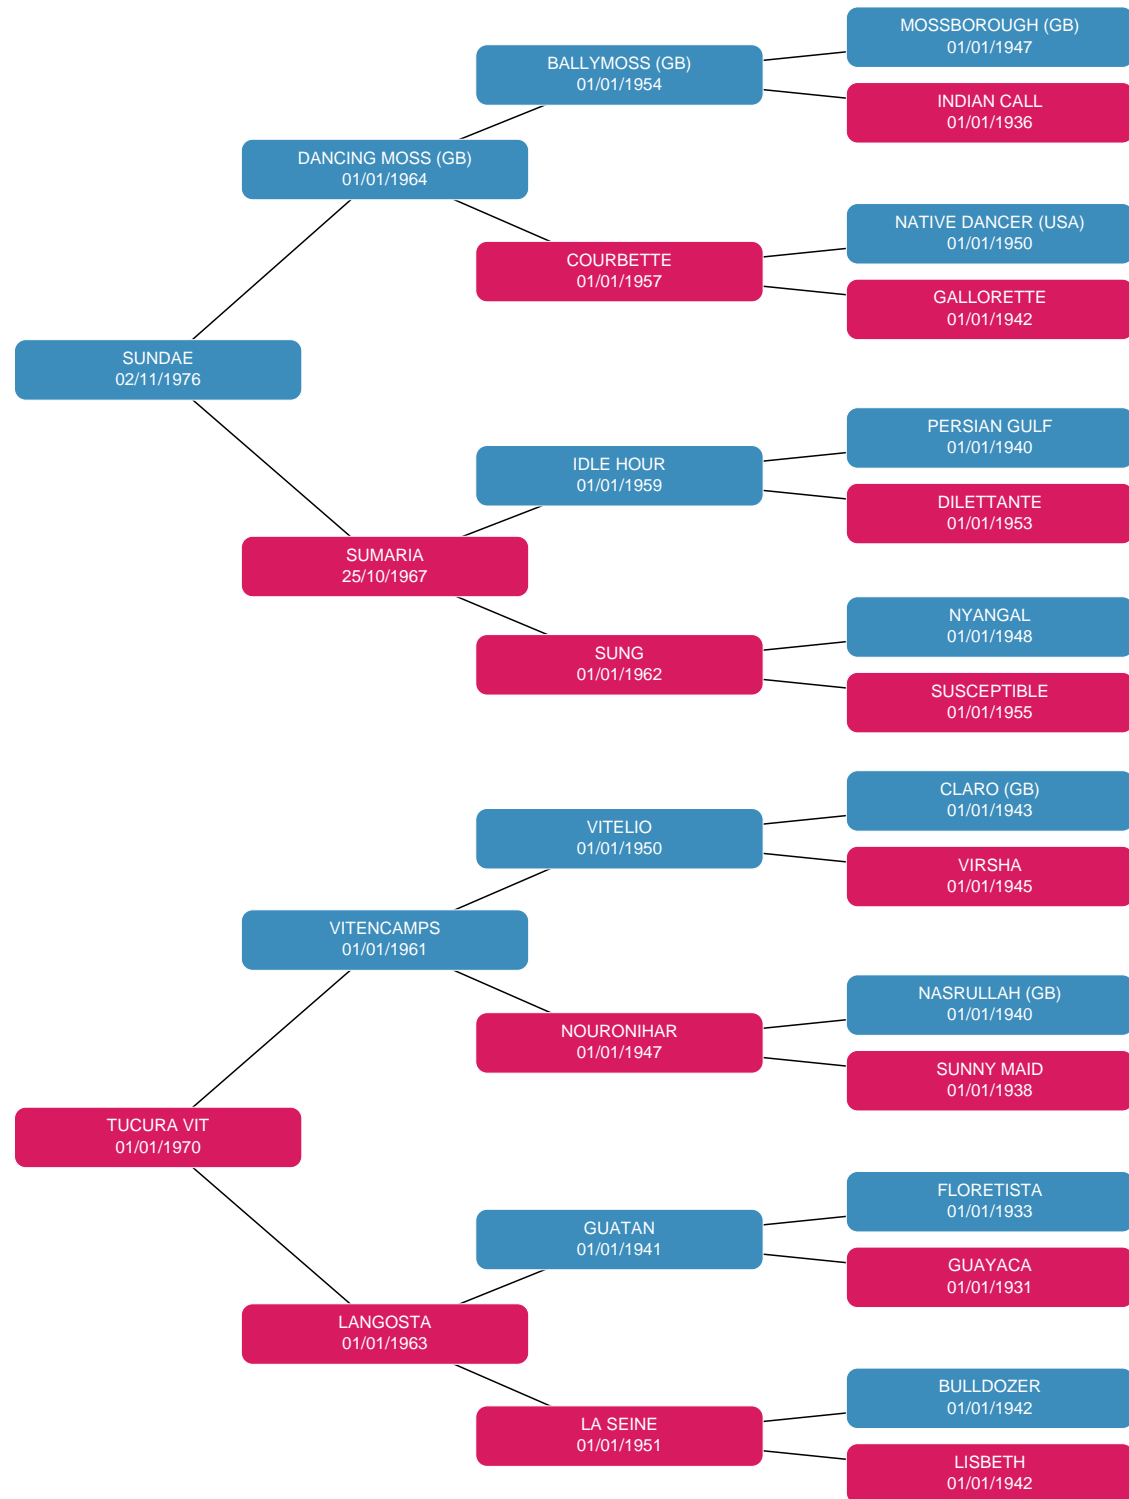 MOSSBOROUGH (GB)
01/01/1947
BALLYMOSS (GB)
01/01/1954
INDIAN CALL
01/01/1936
DANCING MOSS (GB)
01/01/1964
NATIVE DANCER (USA)
01/01/1950
COURBETTE
01/01/1957
GALLORETTE
01/01/1942
SUNDAE
02/11/1976
PERSIAN GULF
01/01/1940
IDLE HOUR
01/01/1959
DILETTANTE
01/01/1953
SUMARIA
25/10/1967
NYANGAL
01/01/1948
SUNG
01/01/1962
SUSCEPTIBLE
01/01/1955
CLARO (GB)
01/01/1943
VITELIO
01/01/1950
VIRSHA
01/01/1945
VITENCAMPS
01/01/1961
NASRULLAH (GB)
01/01/1940
NOURONIHAR
01/01/1947
SUNNY MAID
01/01/1938
TUCURA VIT
01/01/1970
FLORETISTA
01/01/1933
GUATAN
01/01/1941
GUAYACA
01/01/1931
LANGOSTA
01/01/1963
BULLDOZER
01/01/1942
LA SEINE
01/01/1951
LISBETH
01/01/1942